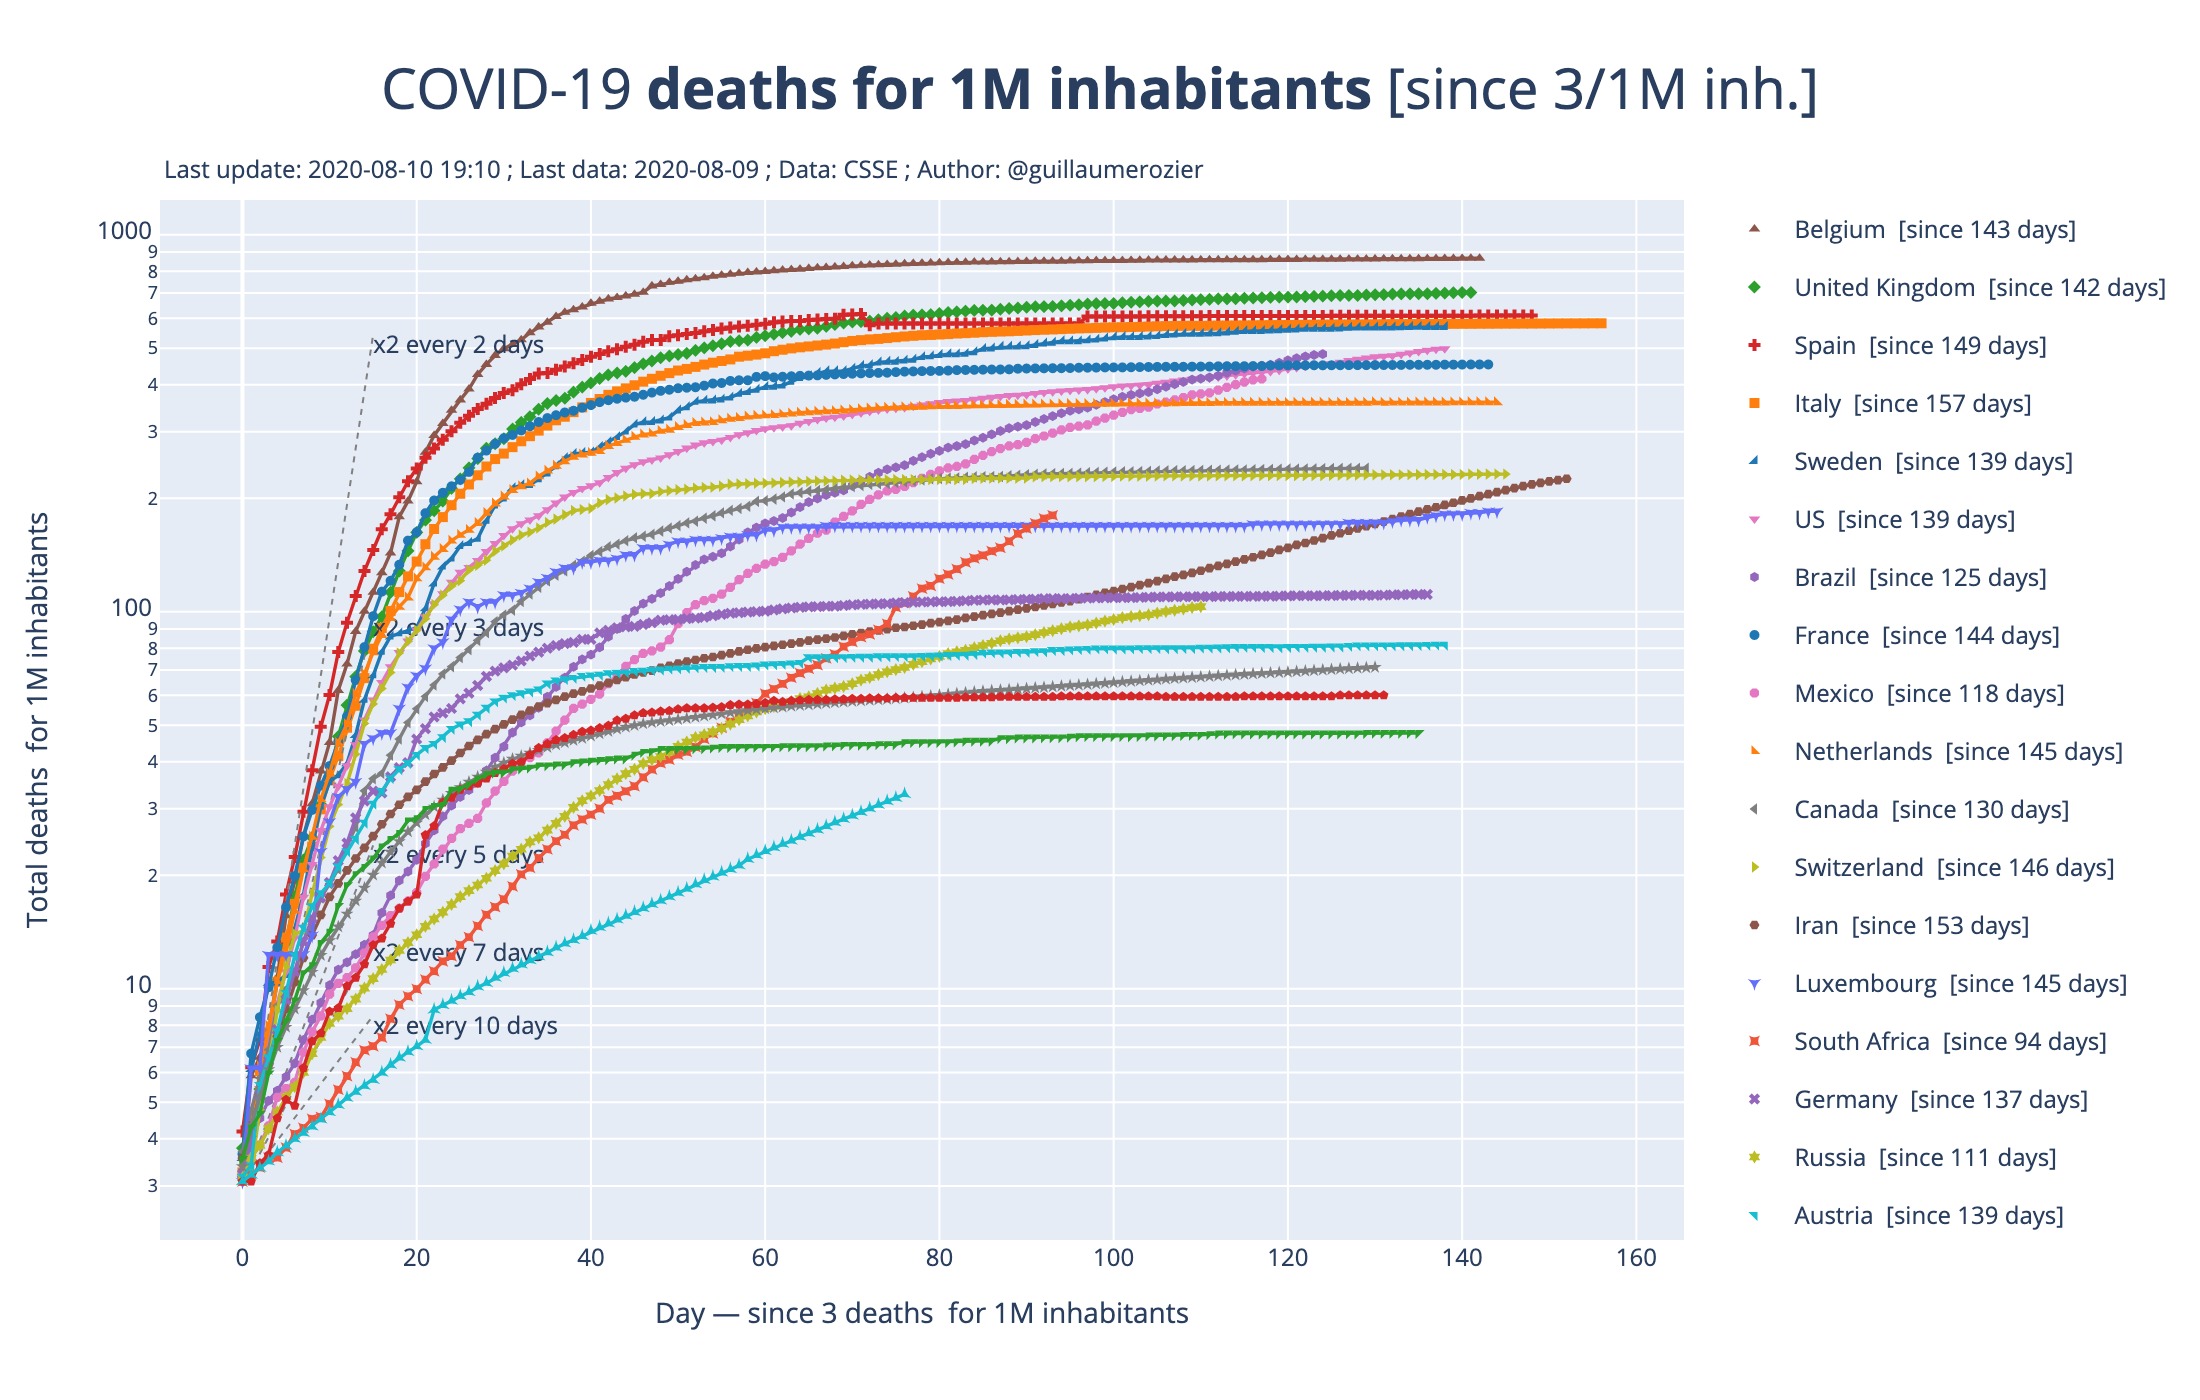 COVID-19 deaths for 1M inhabitants [since 3/1M inh.]
Last update: 2020-08-10 19:10 ; Last data: 2020-08-09 ; Data: CSSE ; Author: @guillaumerozier
Total deaths  for 1M inhabitants
1000
9
8
7
6
5
4
3
2
100
9
8
7
6
5
4
3
2
10
9
8
7
6
5
4
3
x2 every 2 days
x2 every 3 days
x2 every 5 days
x2 every 7 days
x2 every 10 days
0 20 40 60 80 100 120 140 160
Day — since 3 deaths  for 1M inhabitants
Belgium  [since 143 days]
United Kingdom  [since 142 days]
Spain  [since 149 days]
Italy  [since 157 days]
Sweden  [since 139 days]
US  [since 139 days]
Brazil  [since 125 days]
France  [since 144 days]
Mexico  [since 118 days]
Netherlands  [since 145 days]
Canada  [since 130 days]
Switzerland  [since 146 days]
Iran  [since 153 days]
Luxembourg  [since 145 days]
South Africa  [since 94 days]
Germany  [since 137 days]
Russia  [since 111 days]
Austria  [since 139 days]